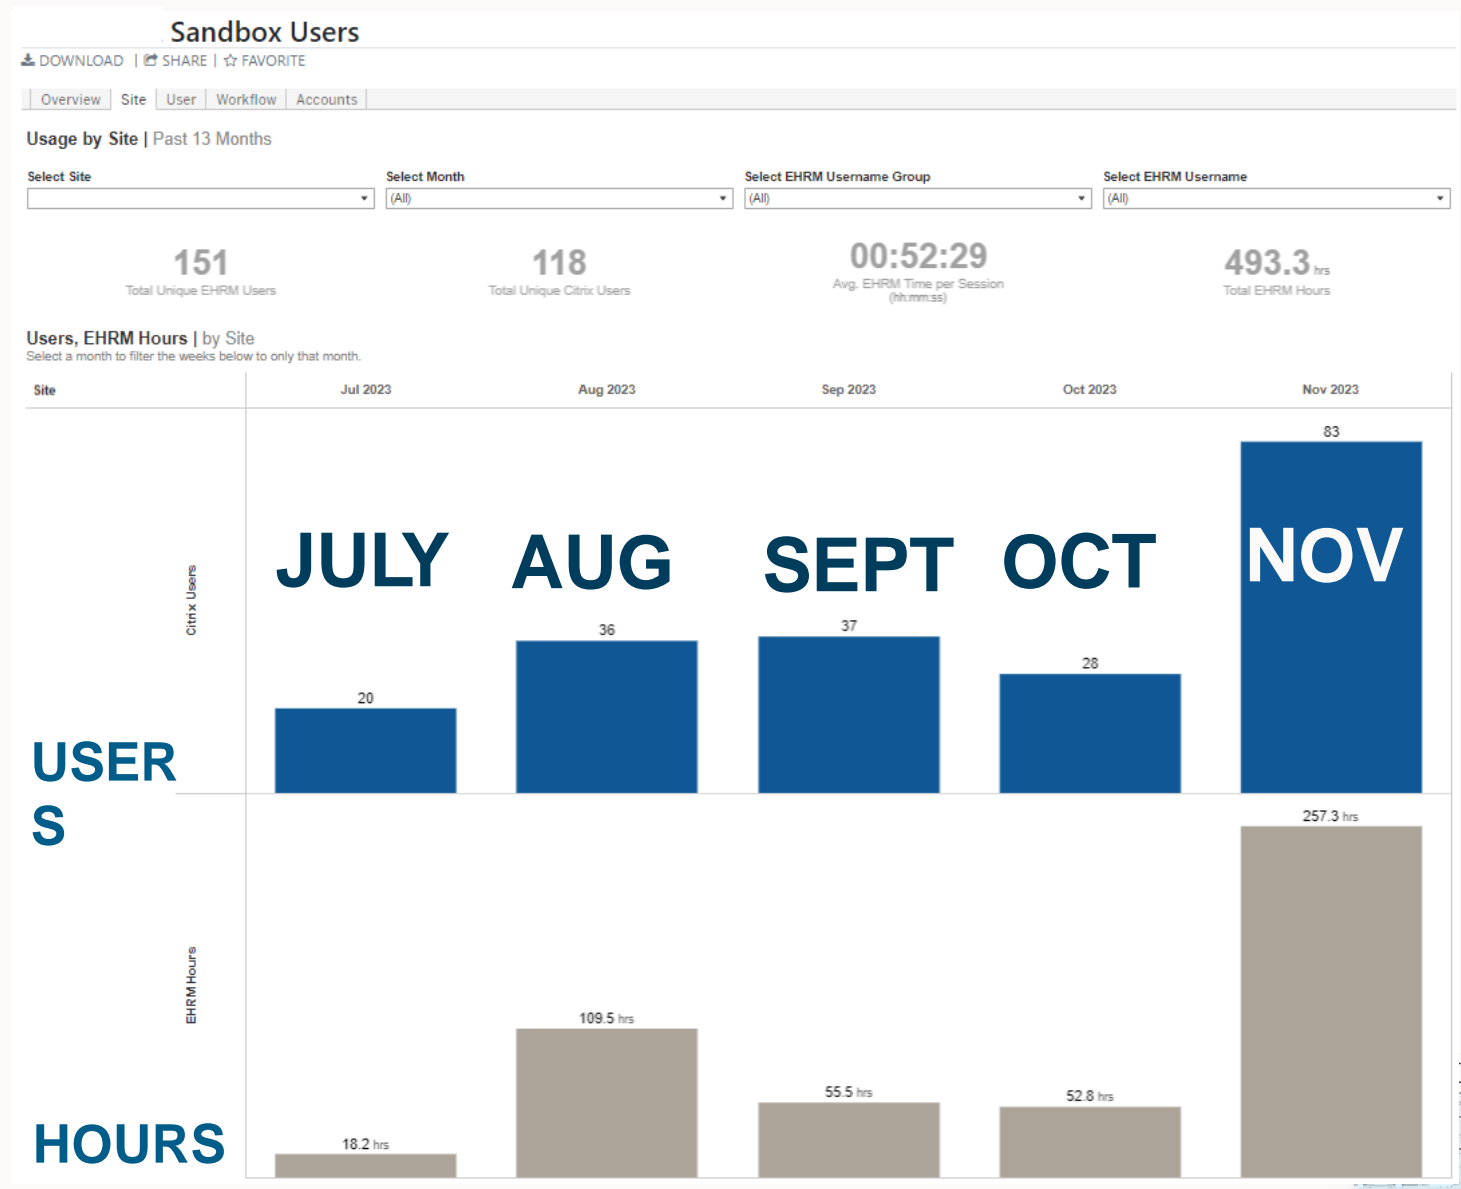 Sandbox Users
DOWNLOAD | SHARE | FAVORITE
Overview Site User Workflow Accounts
Usage by Site | Past 13 Months
Select Site Select Month Select EHRM Username Group Select EHRM Username
(All) (All) (All)
151 118 00:52:29 493.3 hrs
Total Unique EHRM Users Total Unique Citrix Users Avg. EHRM Time per Session Total EHRM Hours
(hh:mm:ss)
Users, EHRM Hours | by Site
Select a month to filter the weeks below to only that month.
Site Jul 2023 Aug 2023 Sep 2023 Oct 2023 Nov 2023
83
JULY AUG SEPT OCT NOV
Citrix Users
36 37
28
20
USER
S
257.3 hrs
EHRM Hours
109.5 hrs
55.5 hrs 52.8 hrs
18.2 hrs
HOURS